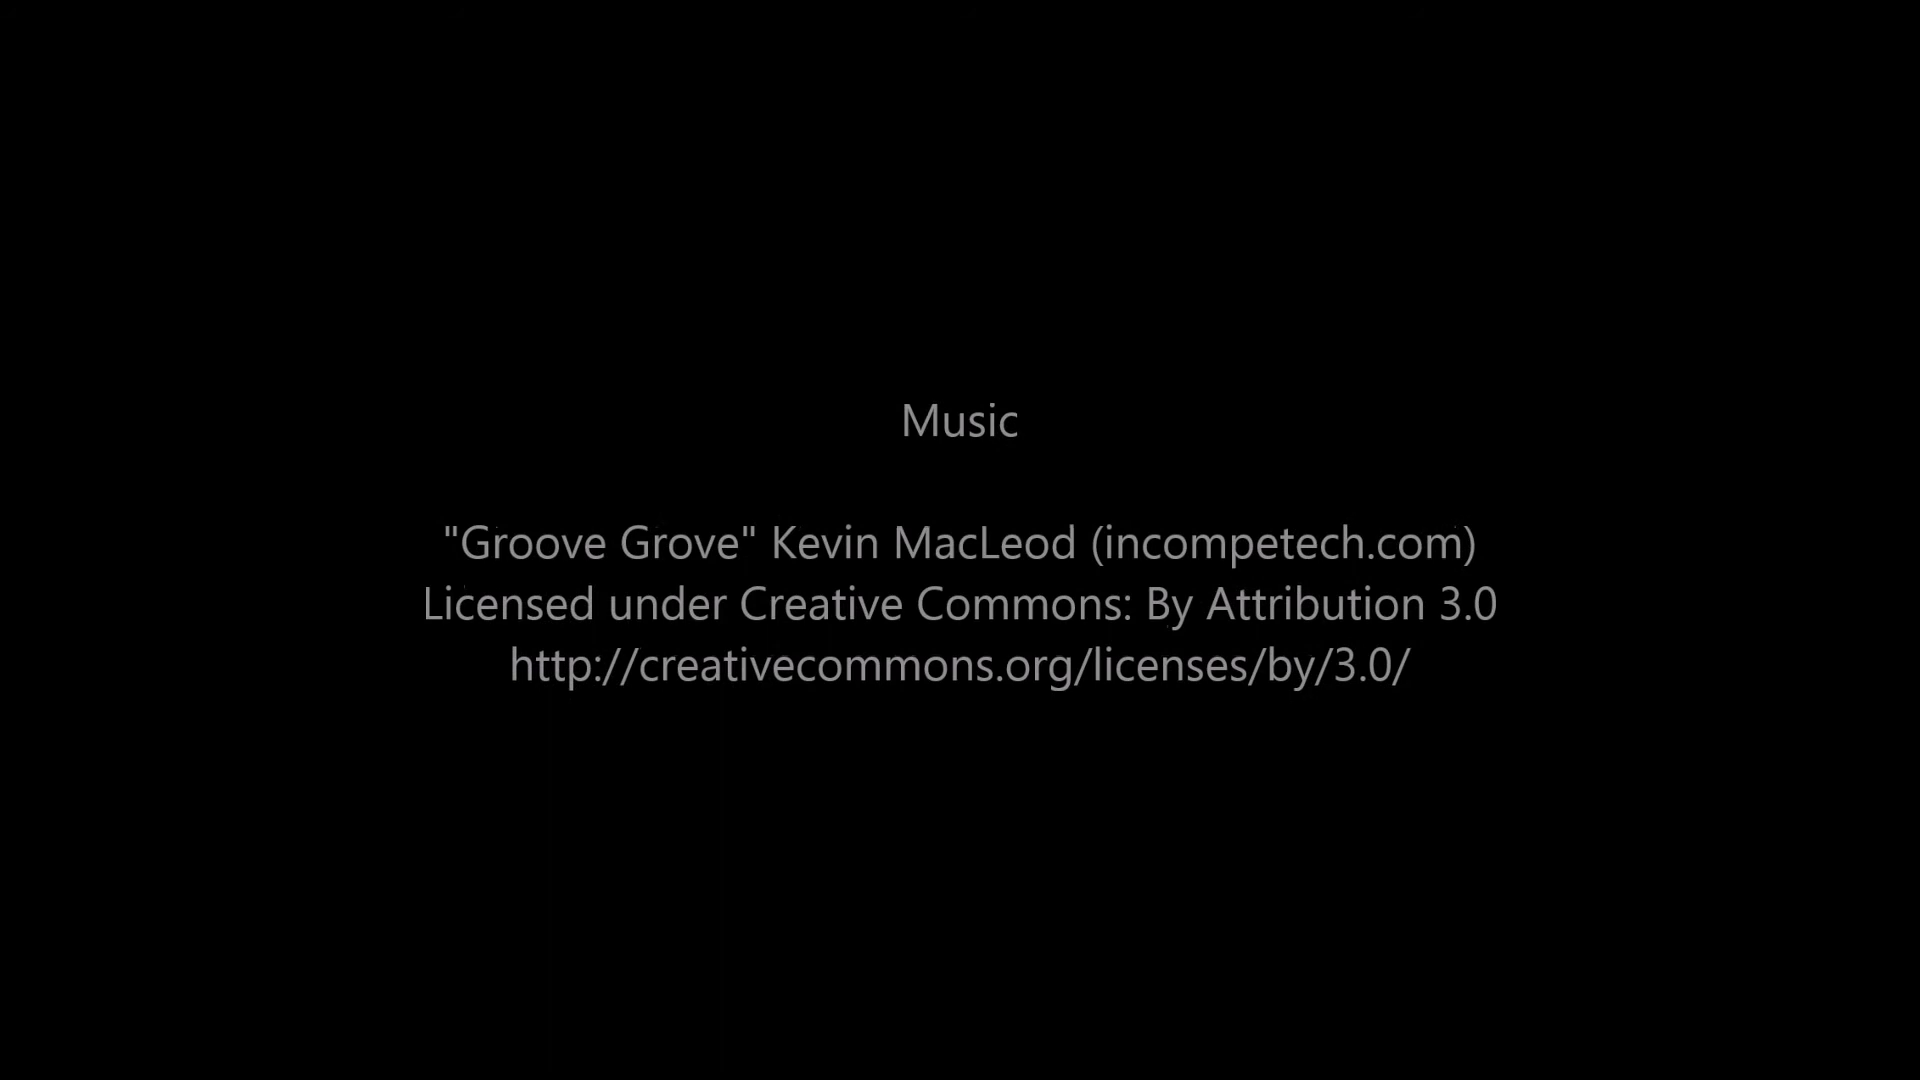 Music
"Groove Grove" Kevin MacLeod (incompetech.com)
Licensed under Creative Commons: By Attribution 3.0
http://creativecommons.org/licenses/by/3.0/